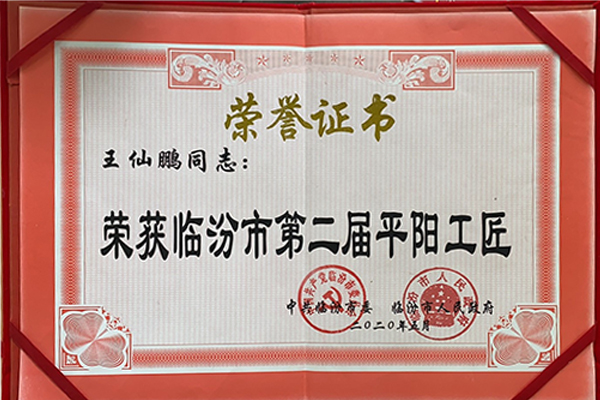 荣誉证书
王仙鹏同志：
荣获临汾市第二届平阳工匠
中共临汾市委 临汾市人民政府
二〇二〇年五月